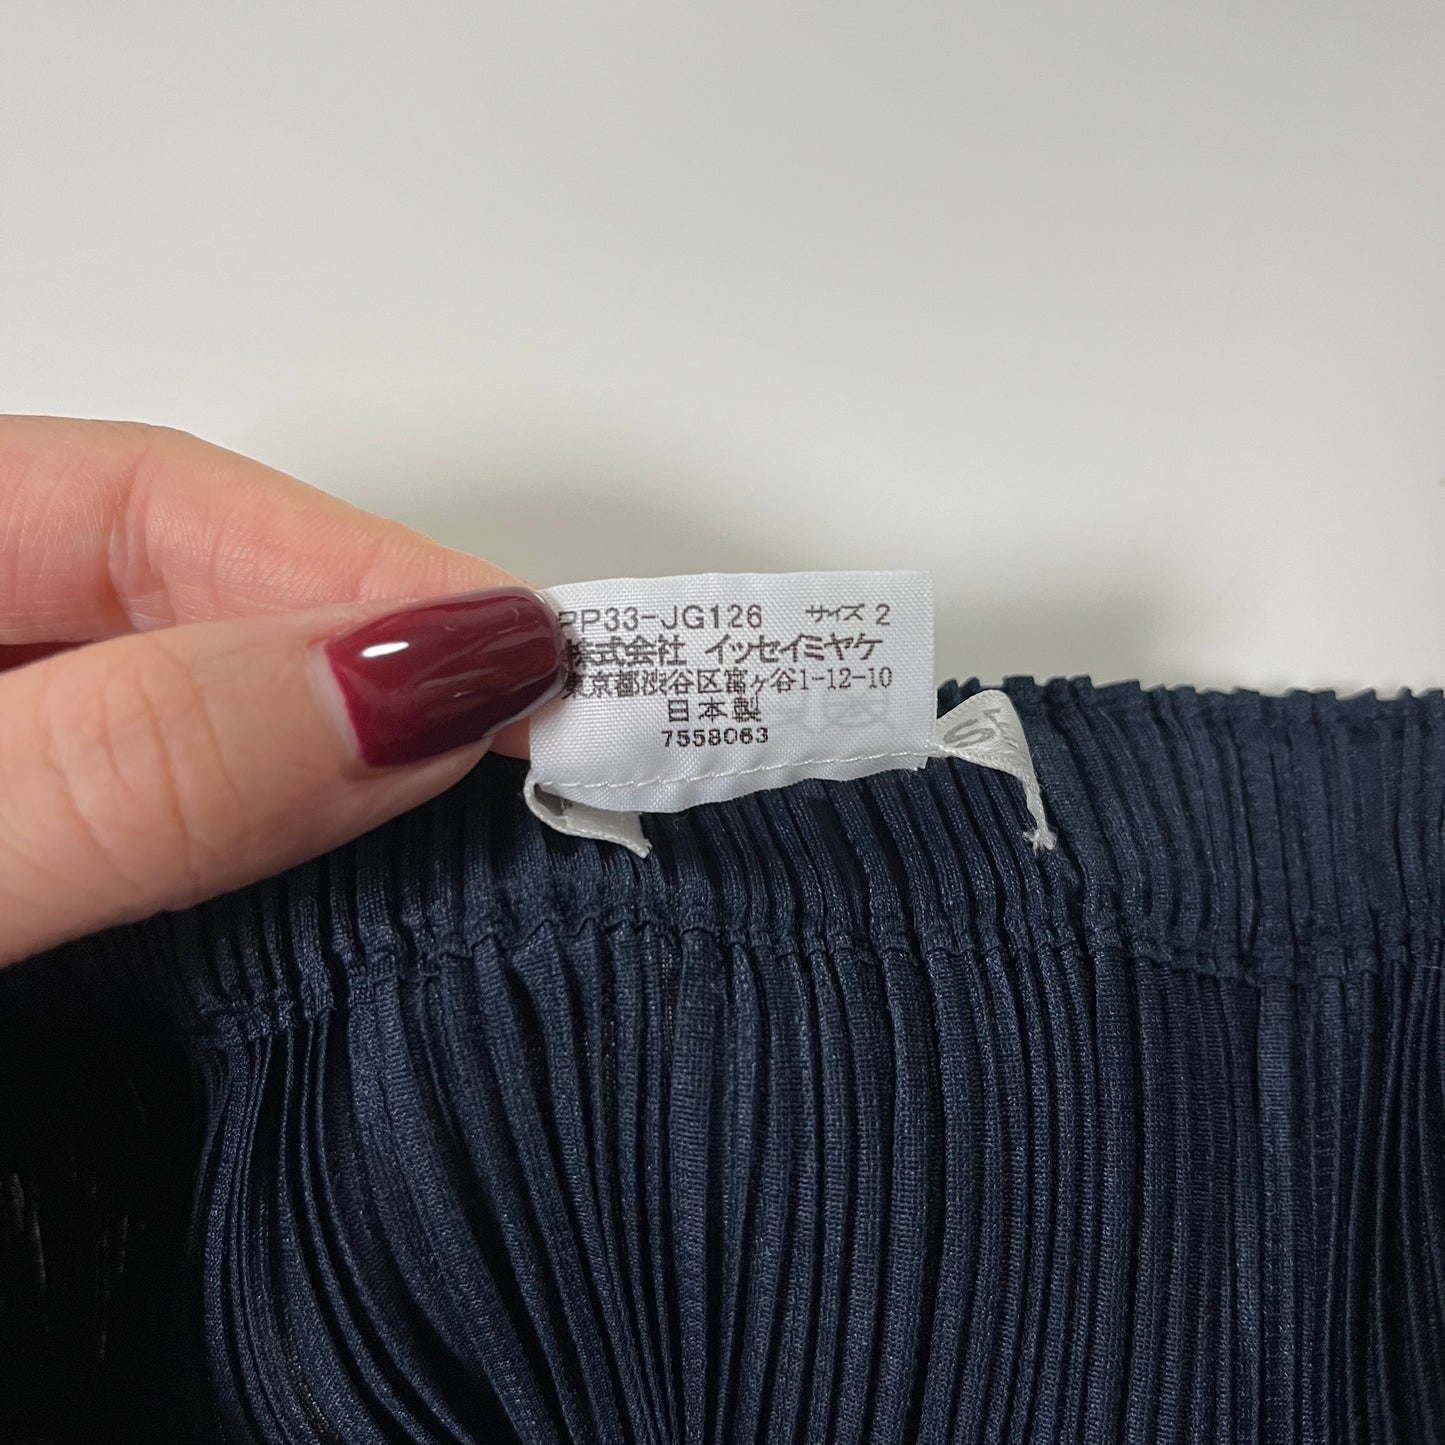 PP33-JG126 サイズ 2
株式会社 イッセイミヤケ
東京都渋谷区富ヶ谷1-12-10
日本製
7558063